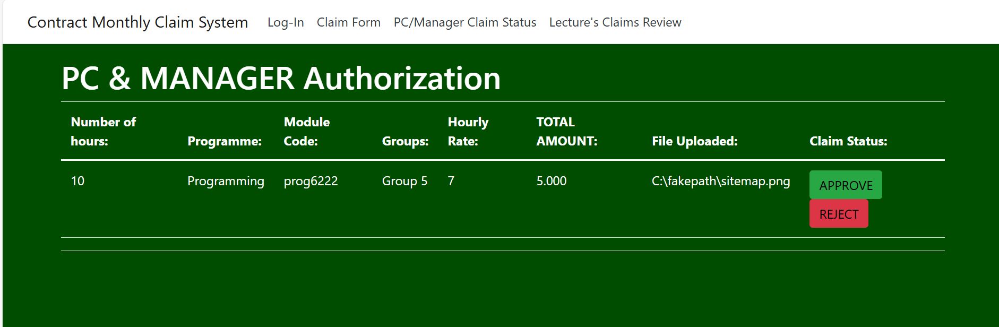 Contract Monthly Claim System Log-In Claim Form PC/Manager Claim Status Lecture's Claims Review
PC & MANAGER Authorization
Number of hours: Programme: Module Code: Groups: Hourly Rate: TOTAL AMOUNT: File Uploaded: Claim Status:
10 Programming prog6222 Group 5 7 5.000 C:\fakepath\sitemap.png APPROVE
REJECT